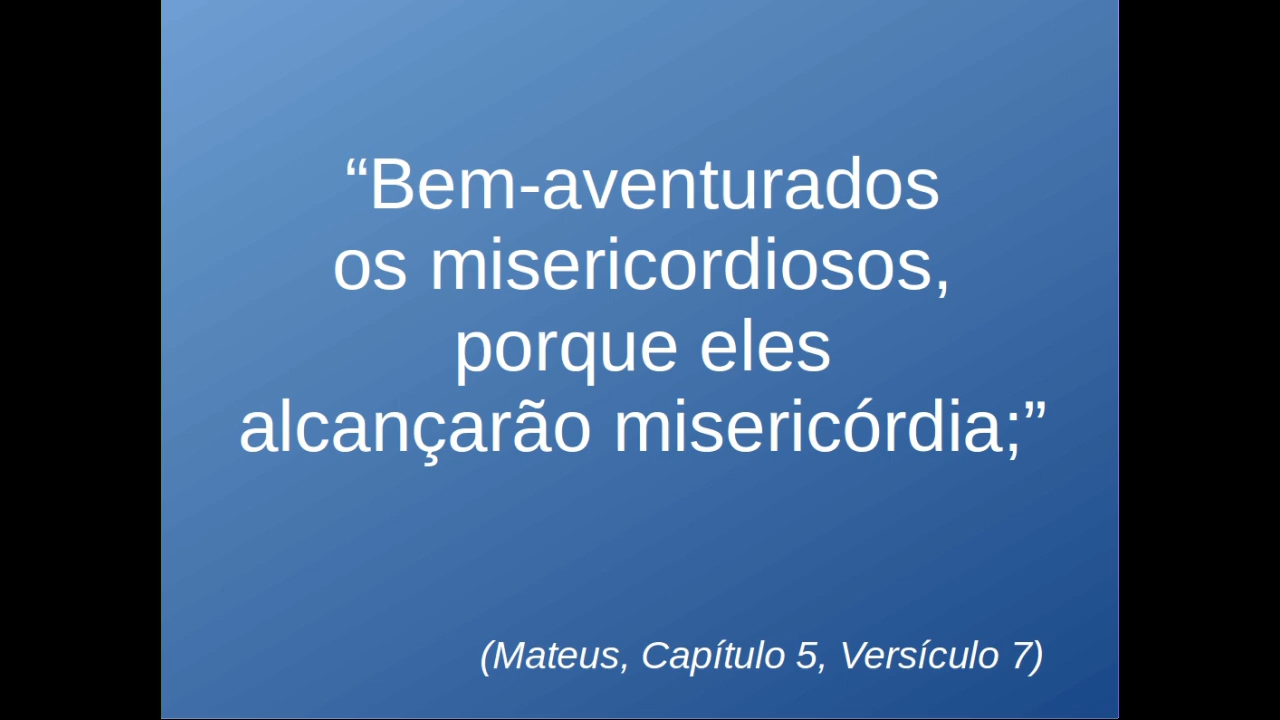 “Bem-aventurados
os misericordiosos,
porque eles
alcançarão misericórdia;”
(Mateus, Capítulo 5, Versículo 7)